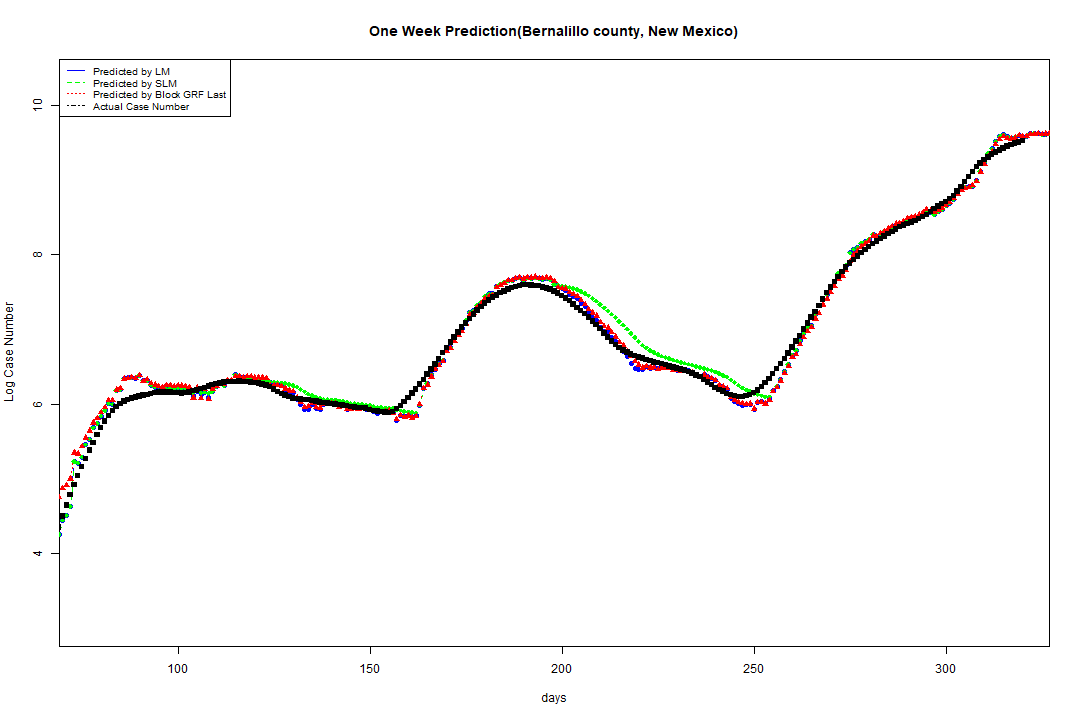 One Week Prediction(Bernalillo county, New Mexico)
Predicted by LM
Predicted by SLM
Predicted by Block GRF Last
Actual Case Number
10
8
6
4
Log Case Number
100 150 200 250 300
days